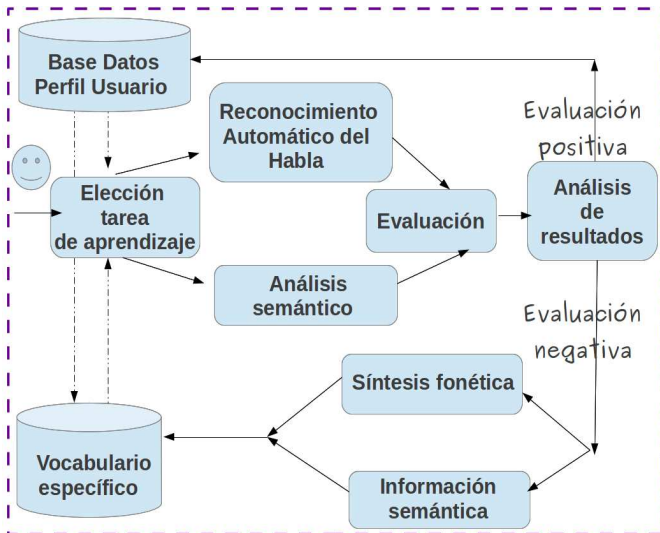 Base Datos
Perfil Usuario
Reconocimiento
Automático del
Habla
Evaluación
positiva
Elección
tarea
de aprendizaje
Evaluación
Análisis
de
resultados
Análisis
semántico
Evaluación
negativa
Síntesis fonética
Vocabulario
específico
Información
semántica